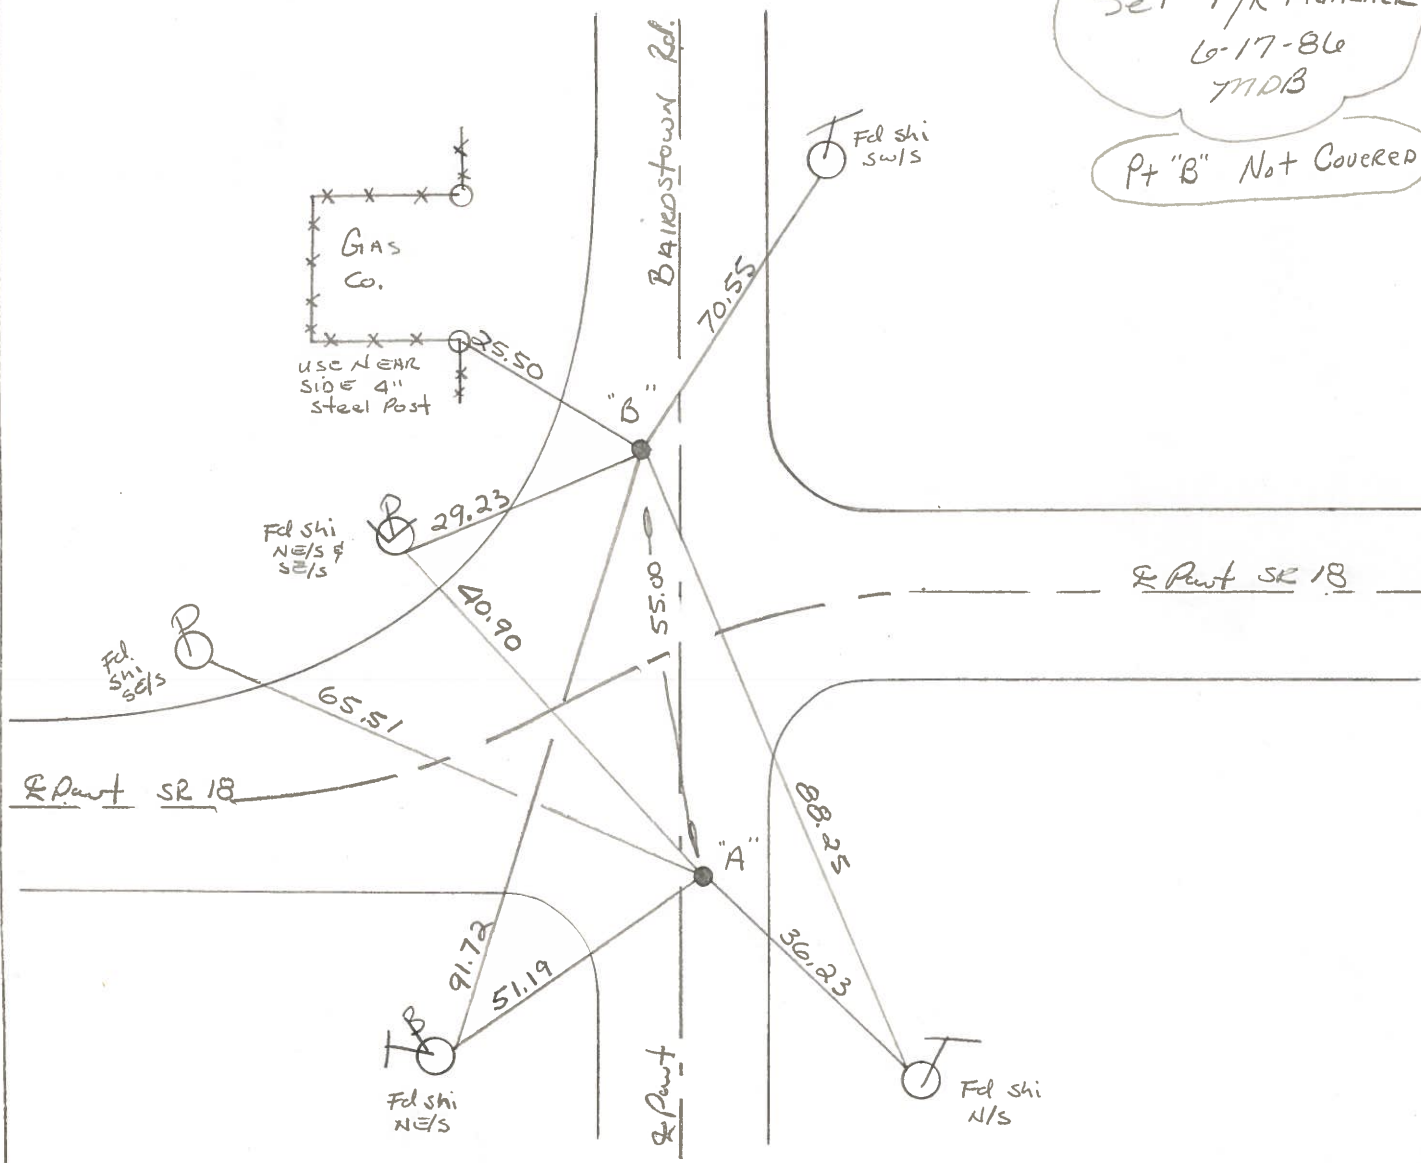 Set P/K
6-17-86
MDB
Pt "B" Not Covered
Bairdstown Rd.
Fd shi
SW/S
Gas
Co.
70.55
25.50
USE NEAR
SIDE 4"
Steel Post
"B"
P
29.23
Fd shi
NE/S &
SE/S
55.00
40.90
℄ Pavt SR 18
P
Fd.
shi
SE/S
65.51
℄ Pavt SR 18
88.25
"A"
91.72
51.19
36.23
B
Fd shi
NE/S
℄ Pavt
Fd shi
N/S